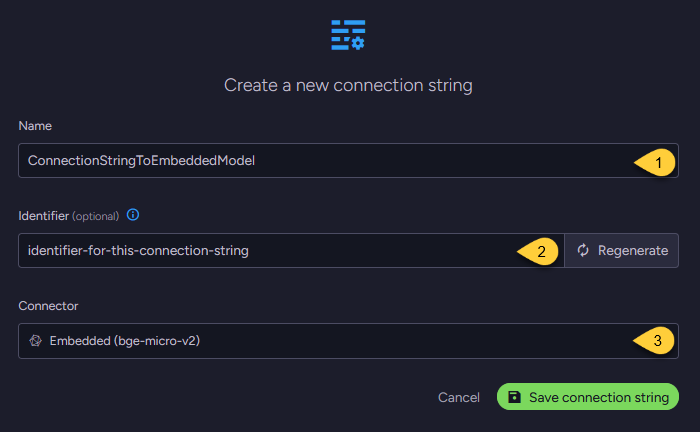 Create a new connection string
Name
ConnectionStringToEmbeddedModel
1
Identifier (optional)
identifier-for-this-connection-string
2
Regenerate
Connector
Embedded (bge-micro-v2)
3
Cancel
Save connection string